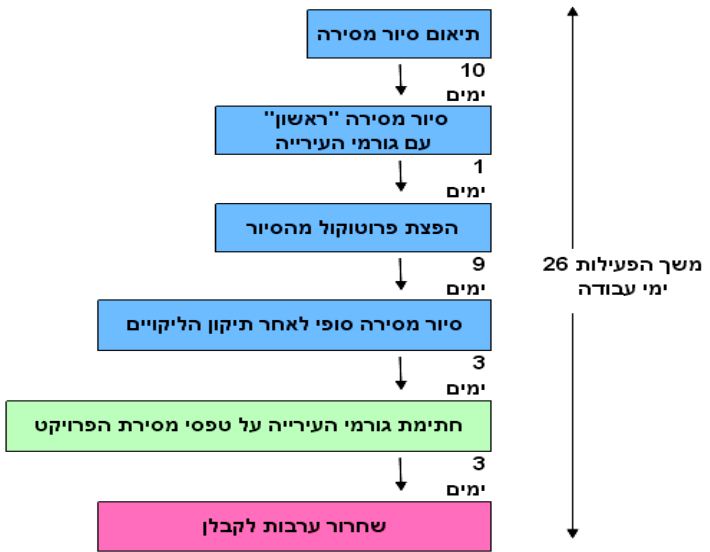 תיאום סיור מסירה
10
ימים
סיור מסירה "ראשון"
עם גורמי העירייה
1
ימים
הפצת פרוטוקול מהסיור
9
ימים
סיור מסירה סופי לאחר תיקון הליקויים
3
ימים
חתימת גורמי העירייה על טפסי מסירת הפרויקט
3
ימים
שחרור ערבות לקבלן
משך הפעילות 26
ימי עבודה